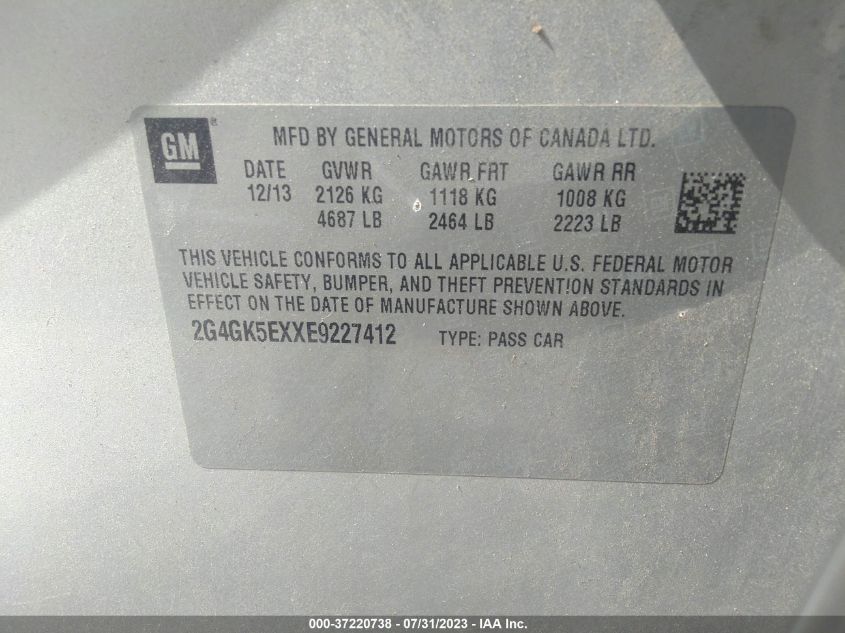 GM ®
MFD BY GENERAL MOTORS OF CANADA LTD.
DATE GVWR GAWR FRT GAWR RR
12/13 2126 KG 1118 KG 1008 KG
4687 LB 2464 LB 2223 LB
THIS VEHICLE CONFORMS TO ALL APPLICABLE U.S. FEDERAL MOTOR
VEHICLE SAFETY, BUMPER, AND THEFT PREVENTION STANDARDS IN
EFFECT ON THE DATE OF MANUFACTURE SHOWN ABOVE.
2G4GK5EXXE9227412 TYPE: PASS CAR
000-37220738 - 07/31/2023 - IAA Inc.